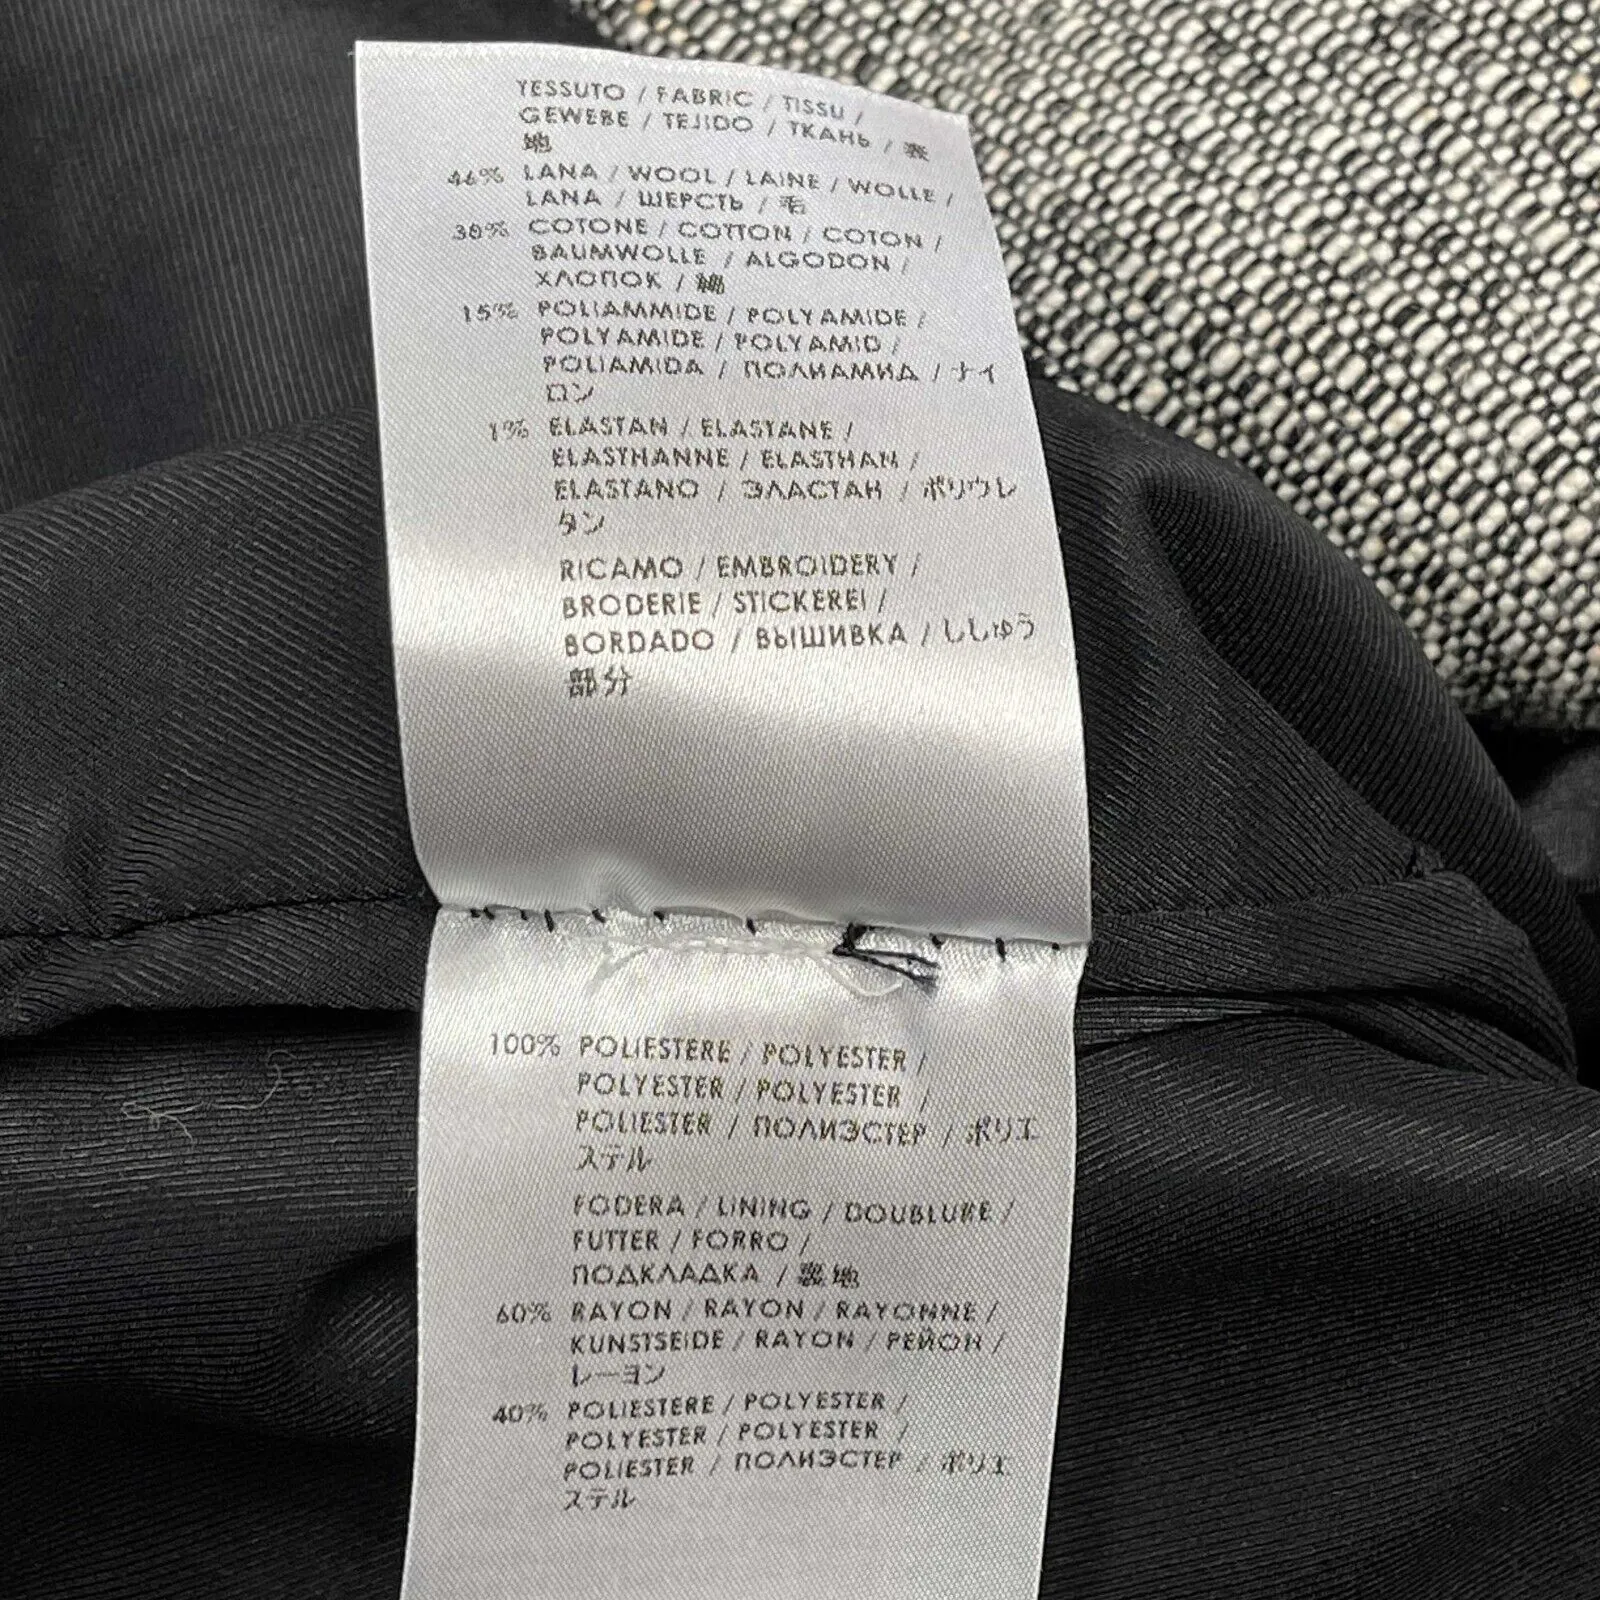 TESSUTO / FABRIC / TISSU /
GEWEBE / TEJIDO / ТКАНЬ / 表
地
46% LANA / WOOL / LAINE / WOLLE /
LANA / ШЕРСТЬ / 毛
38% COTONE / COTTON / COTON /
BAUMWOLLE / ALGODON /
ХЛОПОК / 綿
15% POLIAMMIDE / POLYAMIDE /
POLYAMIDE / POLYAMID /
POLIAMIDA / ПОЛИАМИД / ナイ
ロン
1% ELASTAN / ELASTANE /
ELASTHANNE / ELASTHAN /
ELASTANO / ЭЛАСТАН / ポリウレ
タン
RICAMO / EMBROIDERY /
BRODERIE / STICKEREI /
BORDADO / ВЫШИВКА / ししゅう
部分
100% POLIESTERE / POLYESTER /
POLYESTER / POLYESTER /
POLIESTER / ПОЛИЭСТЕР / ポリエ
ステル
FODERA / LINING / DOUBLURE /
FUTTER / FORRO /
ПОДКЛАДКА / 裏地
60% RAYON / RAYON / RAYONNE /
KUNSTSEIDE / RAYON / РЕЙОН /
レーヨン
40% POLIESTERE / POLYESTER /
POLYESTER / POLYESTER /
POLIESTER / ПОЛИЭСТЕР / ポリエ
ステル